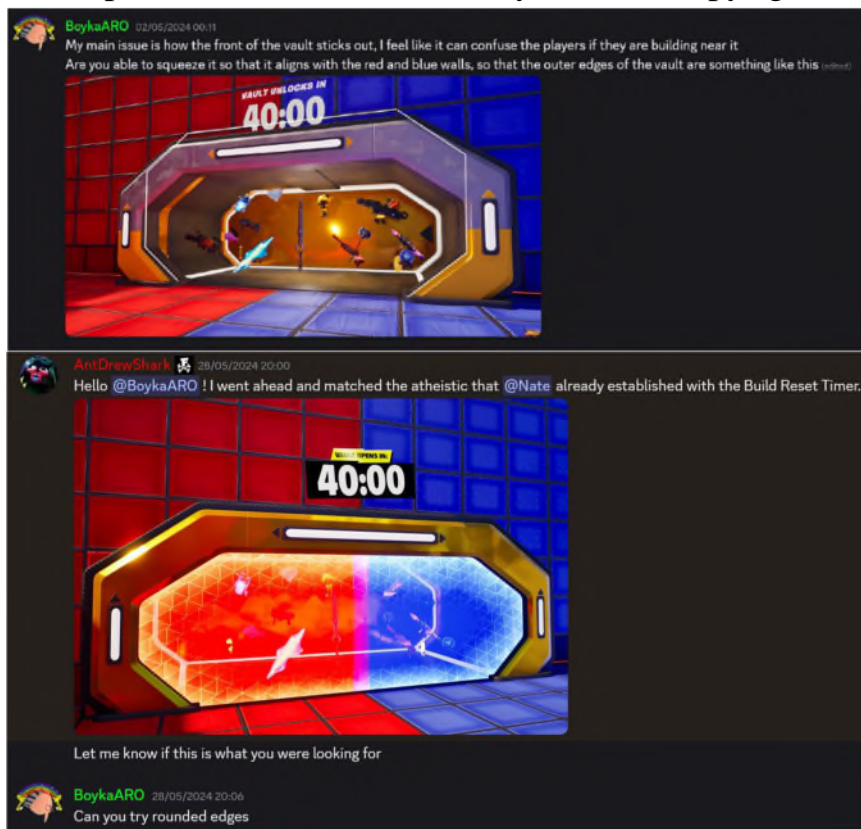 BoykaARO 02/05/2024 00:11
My main issue is how the front of the vault sticks out, I feel like it can confuse the players if they are building near it
Are you able to squeeze it so that it aligns with the red and blue walls, so that the outer edges of the vault are something like this (edited)
VAULT UNLOCKS IN
40:00
AntDrewShark 28/05/2024 20:00
Hello @BoykaARO ! I went ahead and matched the atheistic that @Nate already established with the Build Reset Timer.
VAULT OPENS IN:
40:00
Let me know if this is what you were looking for
BoykaARO 28/05/2024 20:06
Can you try rounded edges